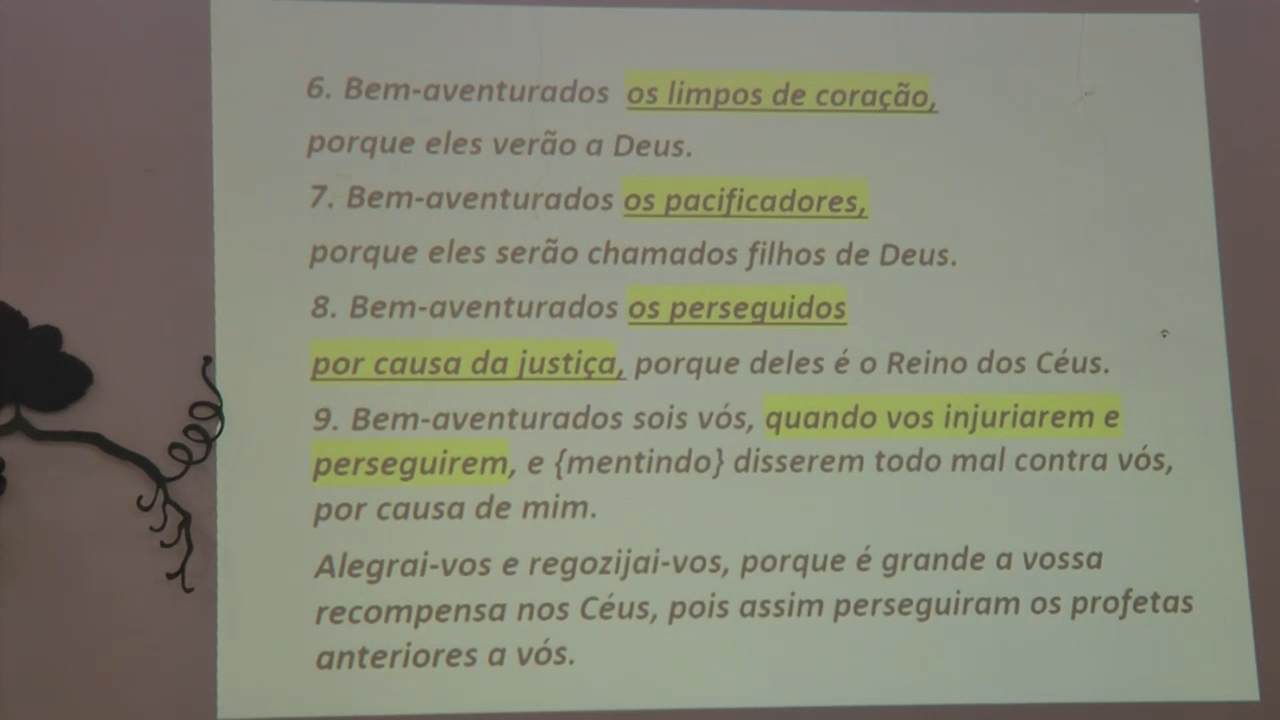 6. Bem-aventurados os limpos de coração,
porque eles verão a Deus.
7. Bem-aventurados os pacificadores,
porque eles serão chamados filhos de Deus.
8. Bem-aventurados os perseguidos
por causa da justiça, porque deles é o Reino dos Céus.
9. Bem-aventurados sois vós, quando vos injuriarem e
perseguirem, e {mentindo} disserem todo mal contra vós,
por causa de mim.
Alegrai-vos e regozijai-vos, porque é grande a vossa
recompensa nos Céus, pois assim perseguiram os profetas
anteriores a vós.